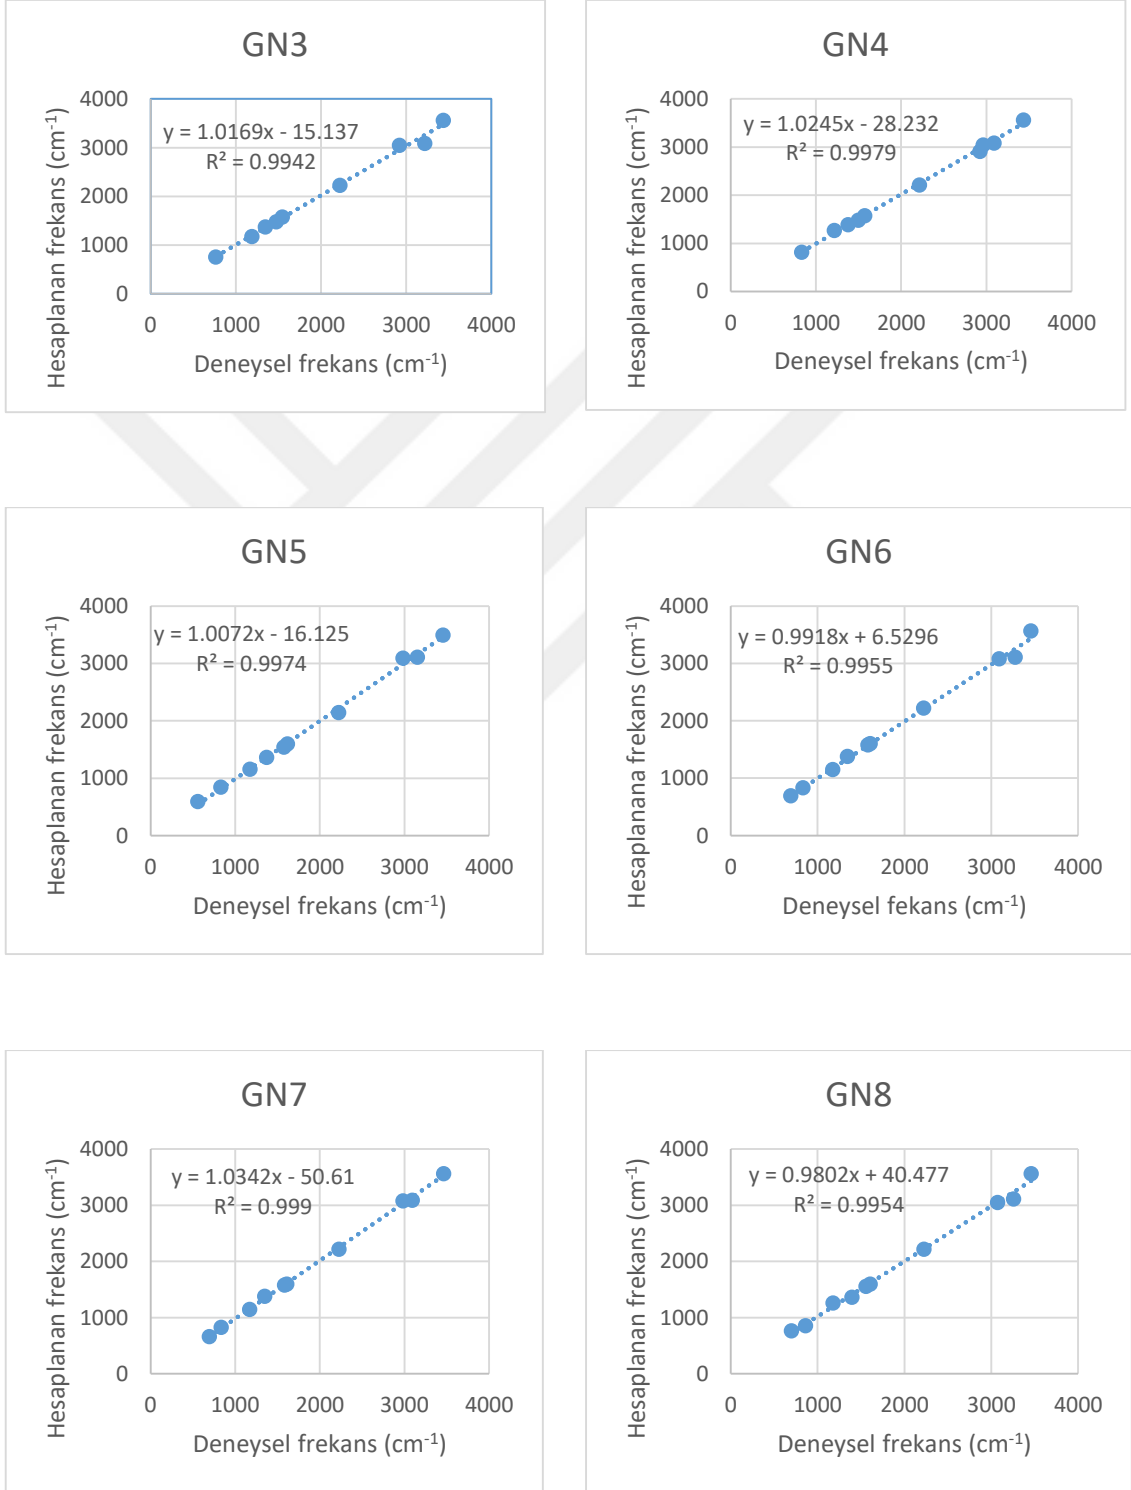 GN3
4000
3000
2000
1000
0
0 1000 2000 3000 4000
y = 1.0169x - 15.137
R² = 0.9942
Hesaplanan frekans (cm⁻¹)
Deneysel frekans (cm⁻¹)
GN4
4000
3000
2000
1000
0
0 1000 2000 3000 4000
y = 1.0245x - 28.232
R² = 0.9979
Hesaplanan frekans (cm⁻¹)
Deneysel frekans (cm⁻¹)
GN5
4000
3000
2000
1000
0
0 1000 2000 3000 4000
y = 1.0072x - 16.125
R² = 0.9974
Hesaplanan frekans (cm⁻¹)
Deneysel frekans (cm⁻¹)
GN6
4000
3000
2000
1000
0
0 1000 2000 3000 4000
y = 0.9918x + 6.5296
R² = 0.9955
Hesaplanana frekans (cm⁻¹)
Deneysel fekans (cm⁻¹)
GN7
4000
3000
2000
1000
0
0 1000 2000 3000 4000
y = 1.0342x - 50.61
R² = 0.999
Hesaplanan frekans (cm⁻¹)
Deneysel frekans (cm⁻¹)
GN8
4000
3000
2000
1000
0
0 1000 2000 3000 4000
y = 0.9802x + 40.477
R² = 0.9954
Hesaplanan frekans (cm⁻¹)
Deneysel frekans (cm⁻¹)